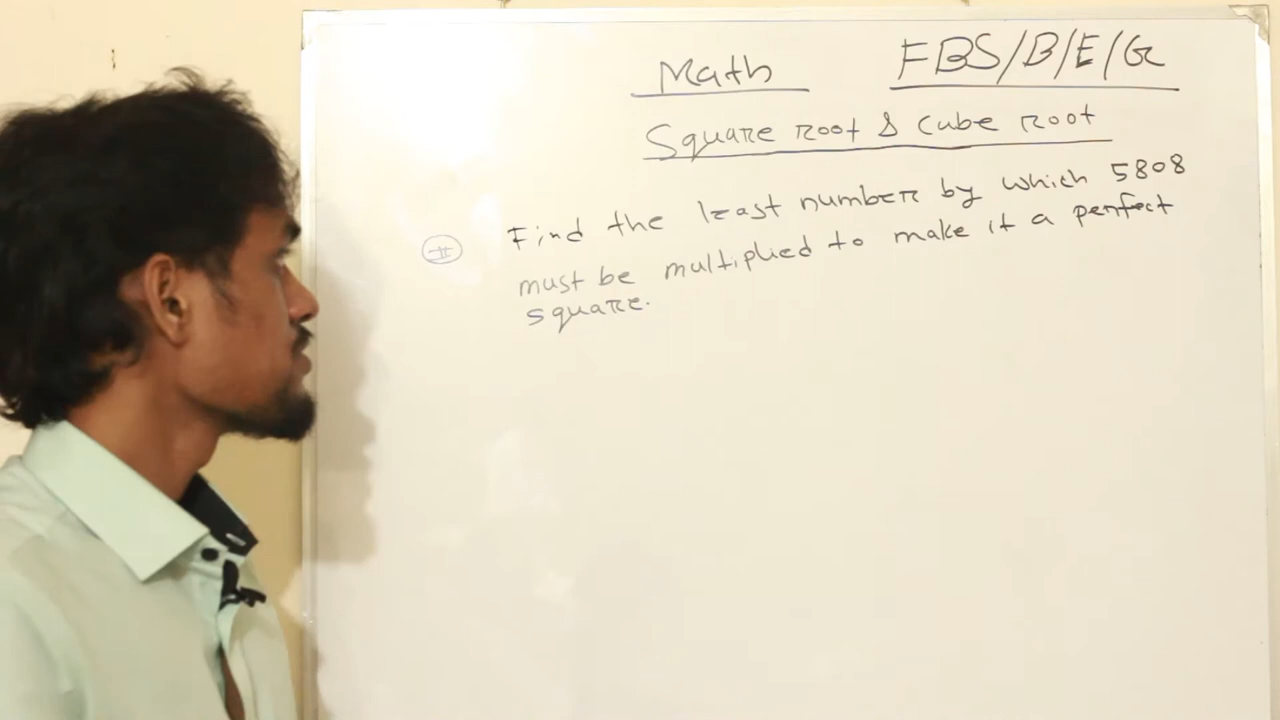 Math
FBS/B/E/G
Square root & cube root
Find the least number by which 5808
must be multiplied to make it a perfect
square.